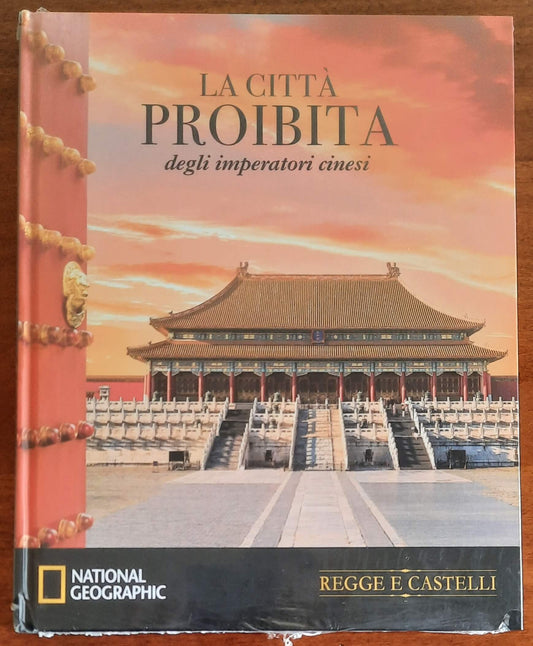 LA CITTÀ
PROIBITA
degli imperatori cinesi
NATIONAL
GEOGRAPHIC
REGGE E CASTELLI